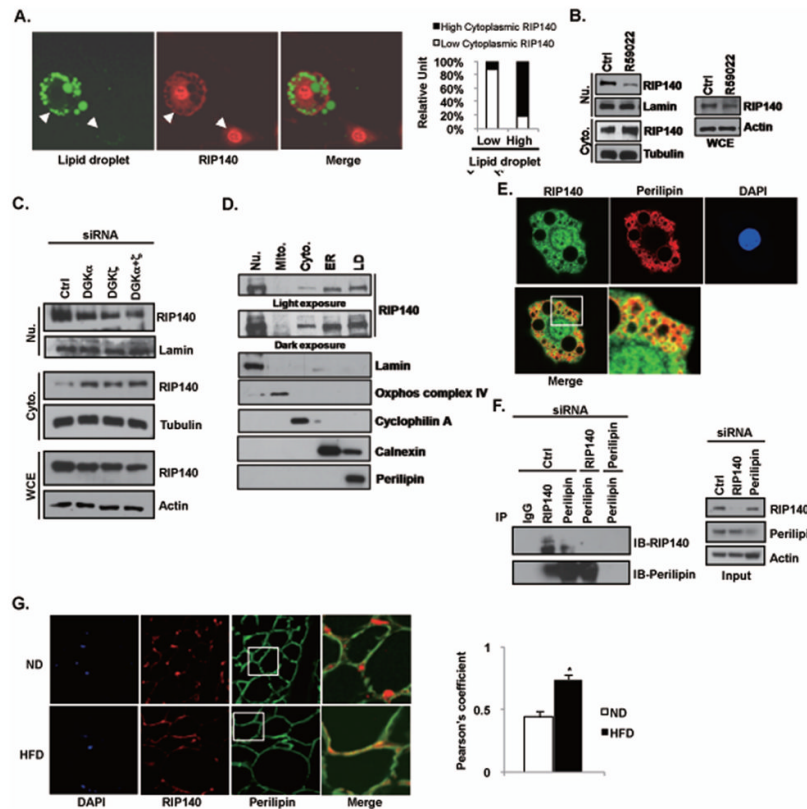 A.
Lipid droplet
RIP140
Merge
High Cytoplasmic RIP140
Low Cytoplasmic RIP140
Relative Unit
100%
80%
60%
40%
20%
0%
Low High
Lipid droplet
B.
Ctrl
R59022
Nu.
RIP140
Lamin
Cyto.
RIP140
Tubulin
Ctrl
R59022
RIP140
Actin
WCE
C.
siRNA
Ctrl
DGKα
DGKζ
DGKα+ζ
Nu.
RIP140
Lamin
Cyto.
RIP140
Tubulin
WCE
RIP140
Actin
D.
Nu.
Mito.
Cyto.
ER
LD
Light exposure
RIP140
Dark exposure
Lamin
Oxphos complex IV
Cyclophilin A
Calnexin
Perilipin
E.
RIP140
Perilipin
DAPI
Merge
F.
siRNA
Ctrl
RIP140
Perilipin
IP
IgG
RIP140
Perilipin
Perilipin
Perilipin
IB-RIP140
IB-Perilipin
siRNA
Ctrl
RIP140
Perilipin
RIP140
Perilipi
Actin
Input
G.
ND
HFD
DAPI
RIP140
Perilipin
Merge
Pearson's coefficient
1
0.5
0
*
ND
HFD